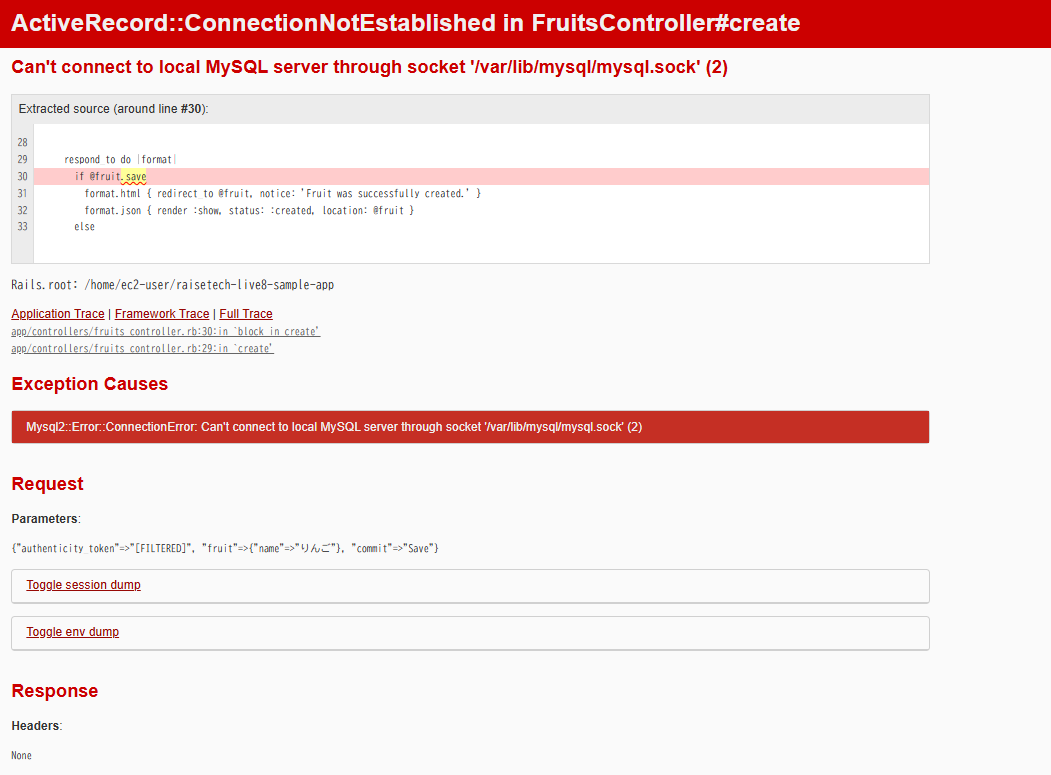 ActiveRecord::ConnectionNotEstablished in FruitsController#create
Can't connect to local MySQL server through socket '/var/lib/mysql/mysql.sock' (2)
Extracted source (around line #30):
28
29 respond_to do |format|
30 if @fruit.save
31 format.html { redirect_to @fruit, notice: 'Fruit was successfully created.' }
32 format.json { render :show, status: :created, location: @fruit }
33 else
Rails.root: /home/ec2-user/raisetech-live8-sample-app
Application Trace | Framework Trace | Full Trace
app/controllers/fruits_controller.rb:30:in `block in create'
app/controllers/fruits_controller.rb:29:in `create'
Exception Causes
Mysql2::Error::ConnectionError: Can't connect to local MySQL server through socket '/var/lib/mysql/mysql.sock' (2)
Request
Parameters:
{"authenticity_token"=>"[FILTERED]", "fruit"=>{"name"=>"りんご"}, "commit"=>"Save"}
Toggle session dump
Toggle env dump
Response
Headers:
None